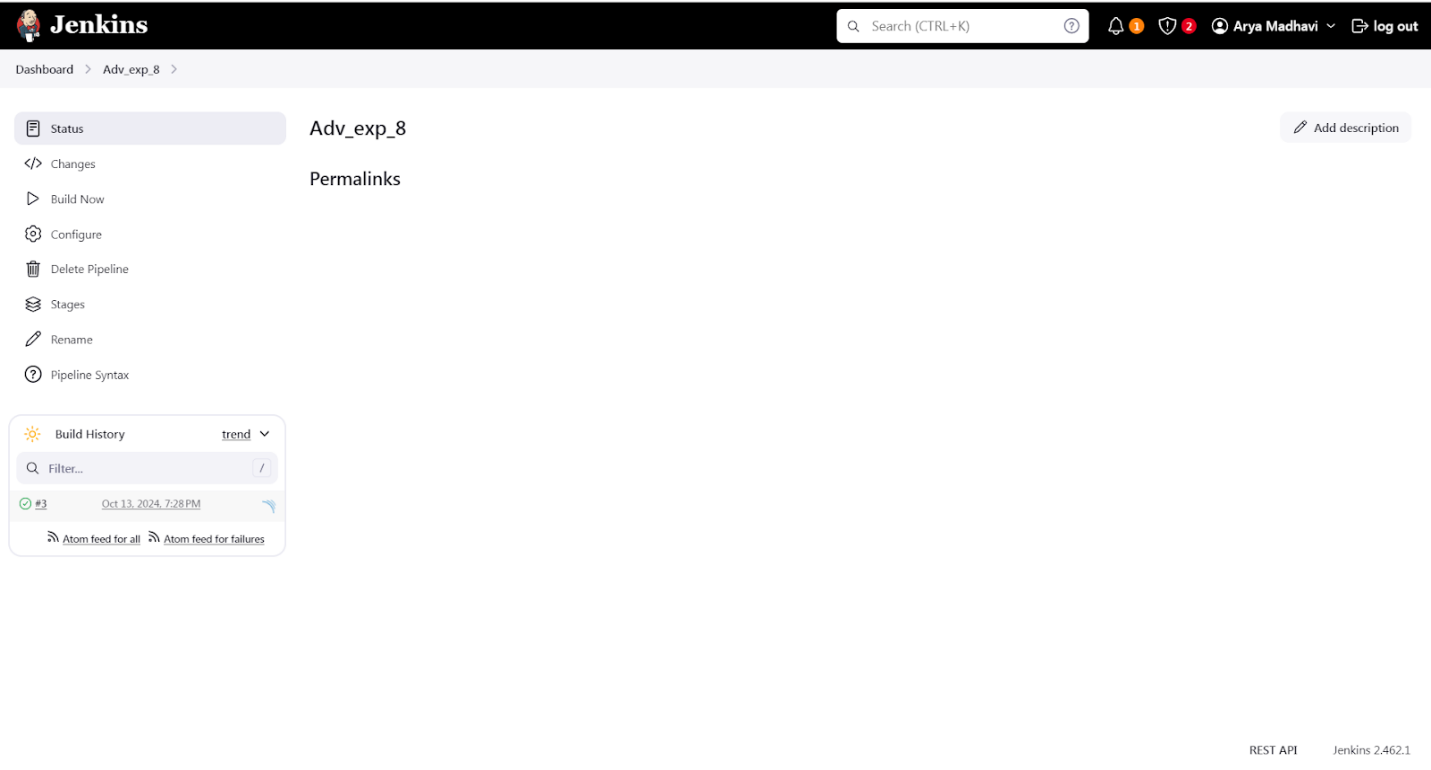 Jenkins
Search (CTRL+K)
1
2
Arya Madhavi
log out
Dashboard
Adv_exp_8
Status
Changes
Build Now
Configure
Delete Pipeline
Stages
Rename
Pipeline Syntax
Adv_exp_8
Add description
Permalinks
Build History
trend
Filter...
/
#3 Oct 13, 2024, 7:28 PM
Atom feed for all Atom feed for failures
REST API Jenkins 2.462.1